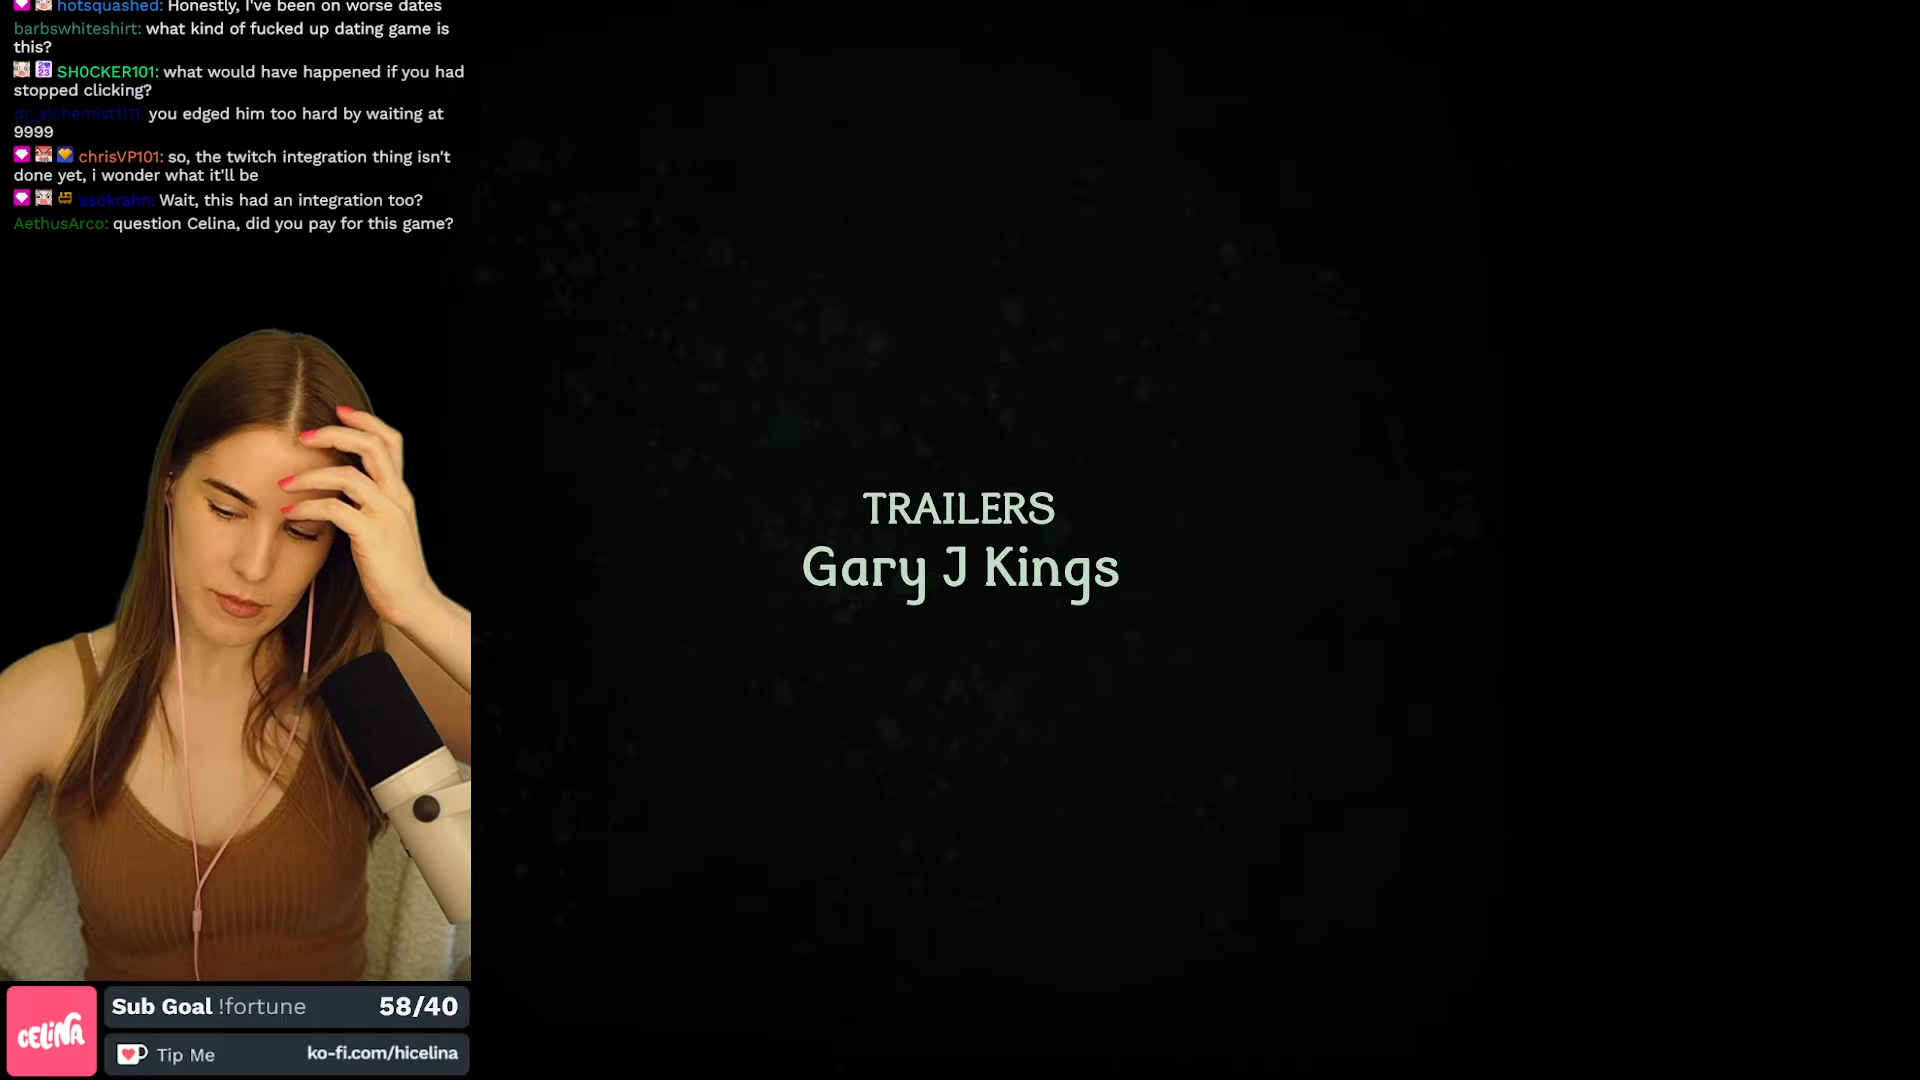 hotsquashed: Honestly, I've been on worse dates
barbswhiteshirt: what kind of fucked up dating game is
this?
SH0CKER101: what would have happened if you had
stopped clicking?
dr_alchemist1111: you edged him too hard by waiting at
9999
chrisVP101: so, the twitch integration thing isn't
done yet, i wonder what it'll be
ssokrahn: Wait, this had an integration too?
AethusArco: question Celina, did you pay for this game?
TRAILERS
Gary J Kings
CELINA
Sub Goal !fortune 58/40
Tip Me ko-fi.com/hicelina